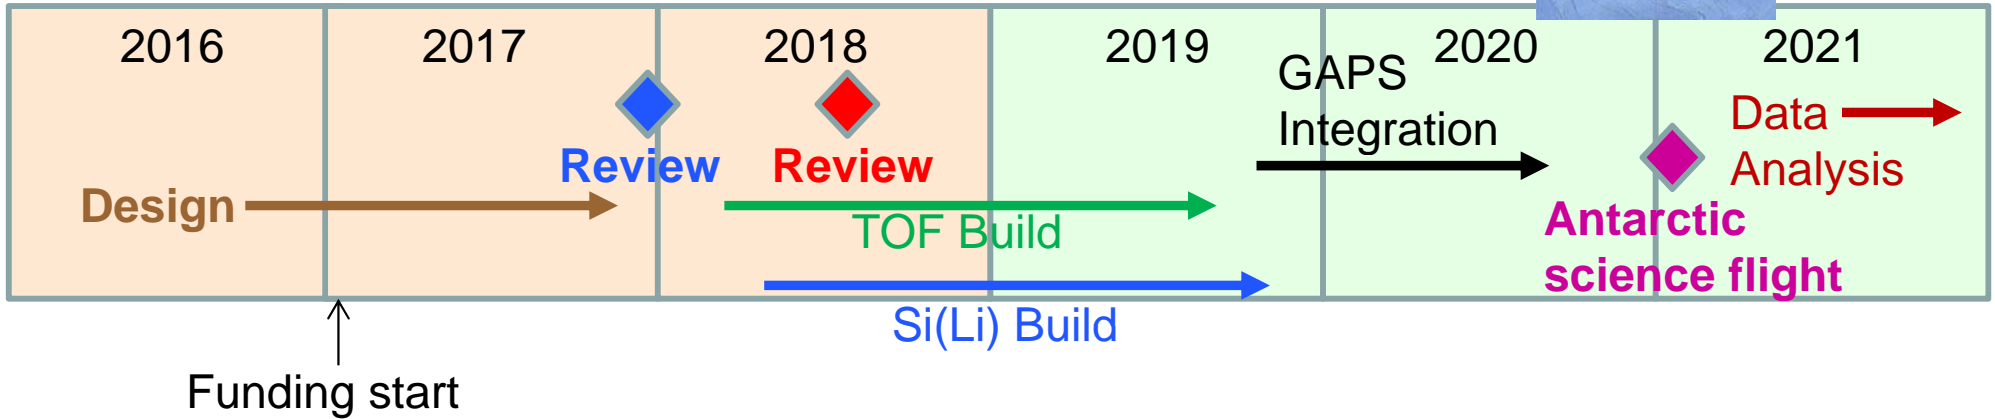 2016
2017
2018
2019
2020
2021
GAPS
Integration
Data
Analysis
Review
Review
Design
TOF Build
Antarctic
science flight
Si(Li) Build
Funding start